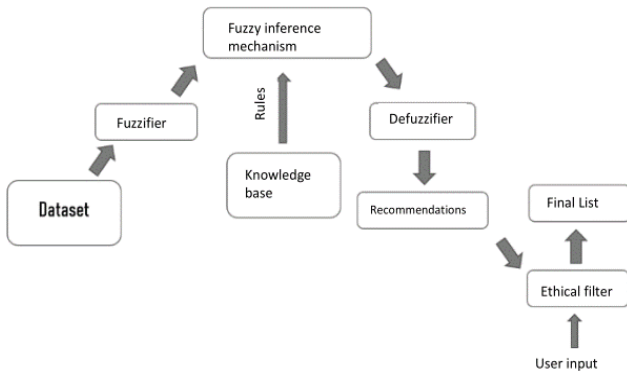 Fuzzy inference
mechanism
Fuzzifier
Rules
Defuzzifier
Knowledge
base
Dataset
Recommendations
Final List
Ethical filter
User input